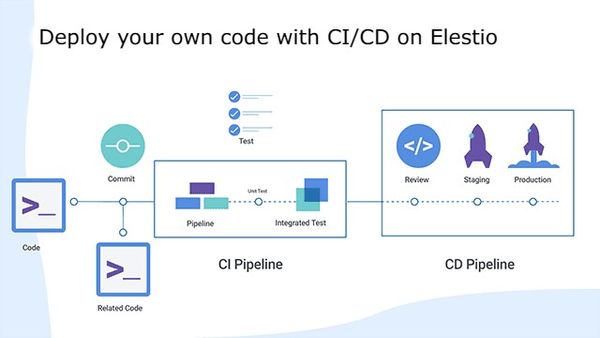 Deploy your own code with CI/CD on Elestio
Test
Commit
>_
Code
>_
Related Code
Unit Test
Pipeline
Integrated Test
CI Pipeline
</>
Review
Staging
Production
CD Pipeline